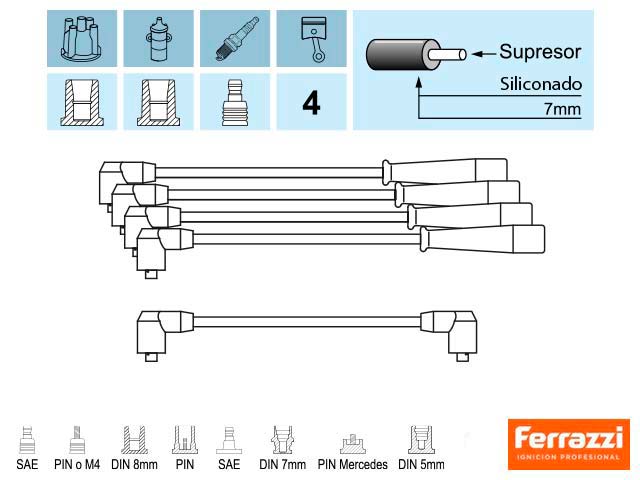 Supresor
Siliconado
7mm
4
SAE PIN o M4 DIN 8mm PIN SAE DIN 7mm PIN Mercedes DIN 5mm
Ferrazzi
IGNICION PROFESIONAL